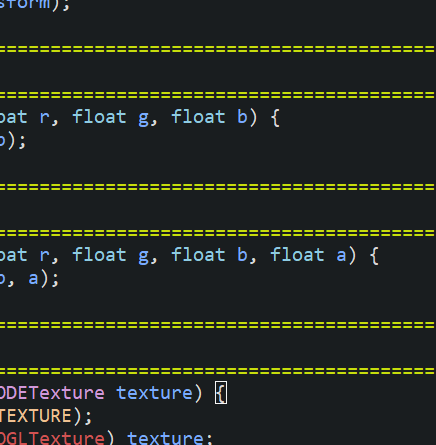 sform);
============================================
============================================
oat r, float g, float b) {
b);
============================================
============================================
oat r, float g, float b, float a) {
b, a);
============================================
============================================
ODETexture texture) {
TEXTURE);
OGLTexture) texture;